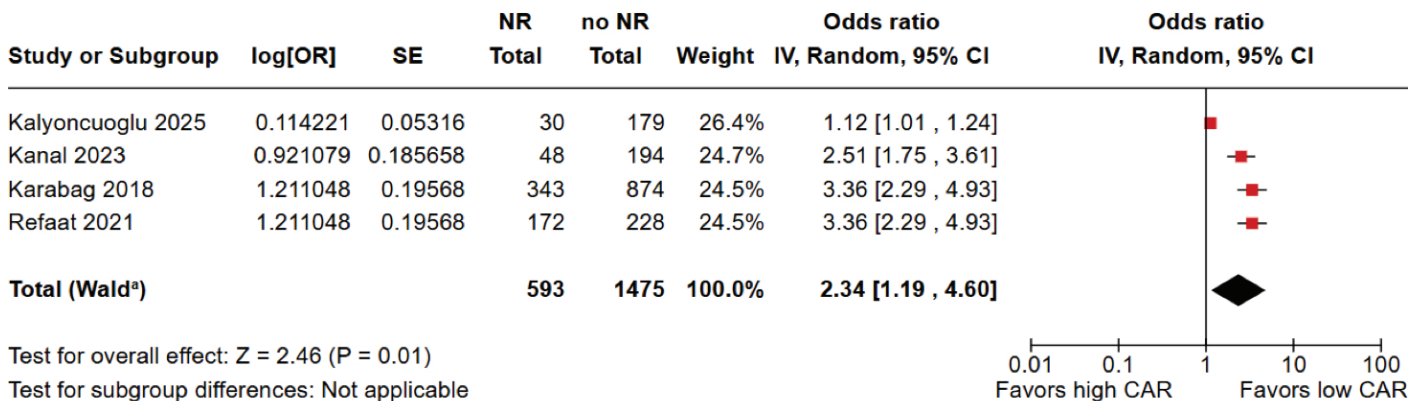 NR no NR Odds ratio Odds ratio
Study or Subgroup log[OR] SE Total Total Weight IV, Random, 95% CI IV, Random, 95% CI
Kalyoncuoglu 2025 0.114221 0.05316 30 179 26.4% 1.12 [1.01 , 1.24]
Kanal 2023 0.921079 0.185658 48 194 24.7% 2.51 [1.75 , 3.61]
Karabag 2018 1.211048 0.19568 343 874 24.5% 3.36 [2.29 , 4.93]
Refaat 2021 1.211048 0.19568 172 228 24.5% 3.36 [2.29 , 4.93]
Total (Waldᵃ) 593 1475 100.0% 2.34 [1.19 , 4.60]
Test for overall effect: Z = 2.46 (P = 0.01)
Test for subgroup differences: Not applicable
0.01 0.1 1 10 100
Favors high CAR Favors low CAR